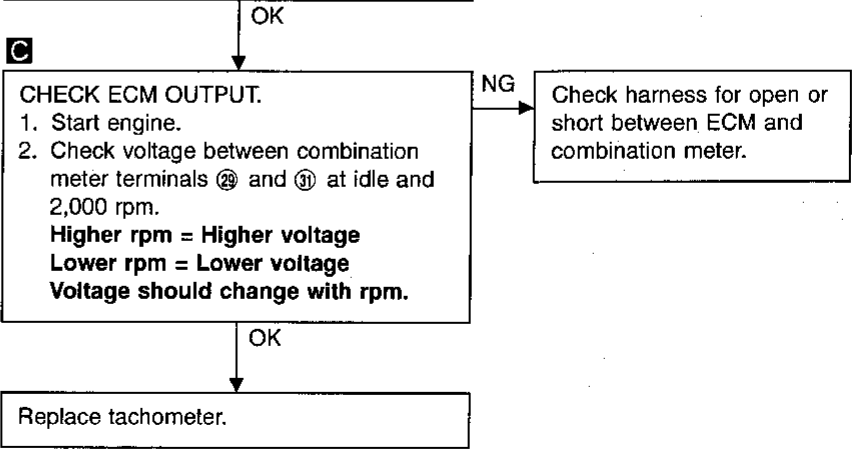 OK
C
CHECK ECM OUTPUT.
1. Start engine.
2. Check voltage between combination
meter terminals ㉙ and ㉛ at idle and
2,000 rpm.
Higher rpm = Higher voltage
Lower rpm = Lower voltage
Voltage should change with rpm.
NG
Check harness for open or
short between ECM and
combination meter.
OK
Replace tachometer.